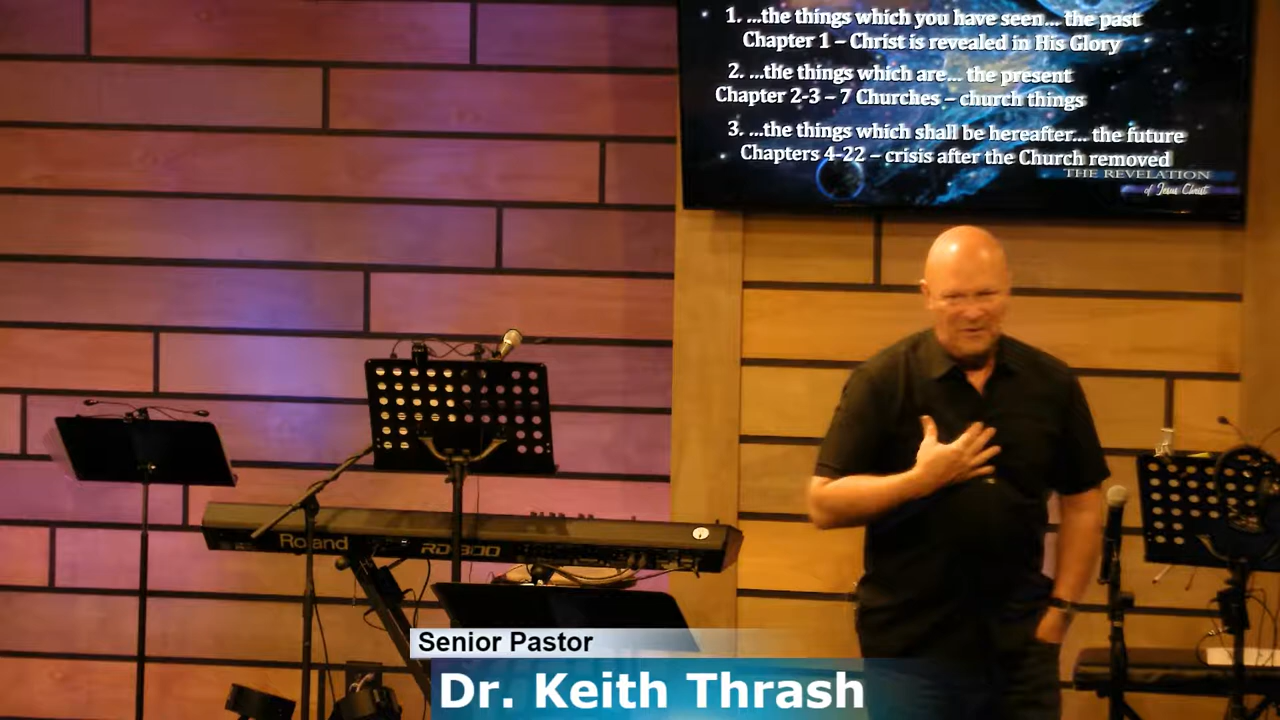 1. ...the things which you have seen... the past
Chapter 1 – Christ is revealed in His Glory
2. ...the things which are... the present
Chapter 2-3 – 7 Churches – church things
3. ...the things which shall be hereafter... the future
Chapters 4-22 – crisis after the Church removed
THE REVELATION
of Jesus Christ
Roland
RD-300
Senior Pastor
Dr. Keith Thrash